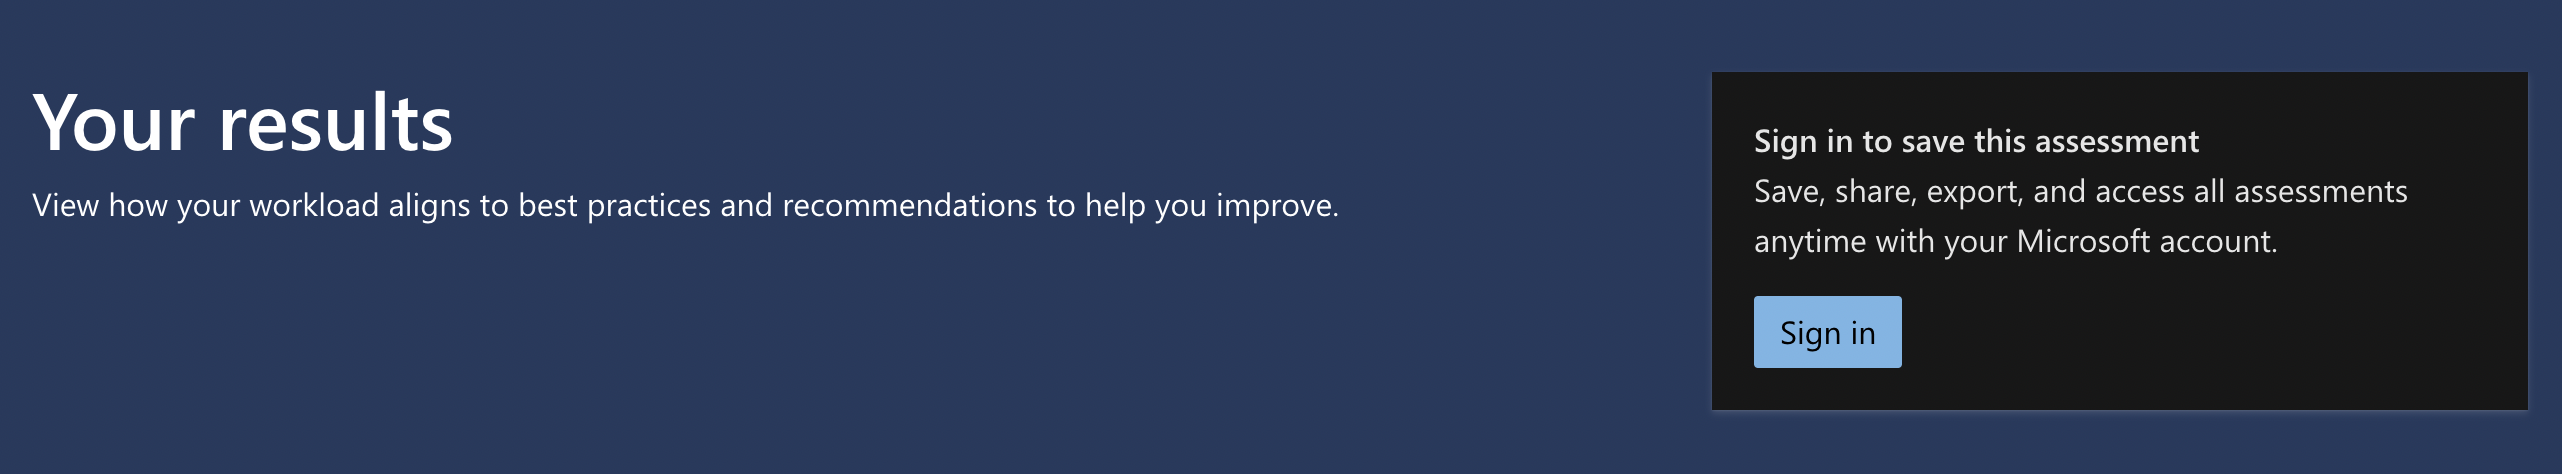 Your results
View how your workload aligns to best practices and recommendations to help you improve.
Sign in to save this assessment
Save, share, export, and access all assessments
anytime with your Microsoft account.
Sign in